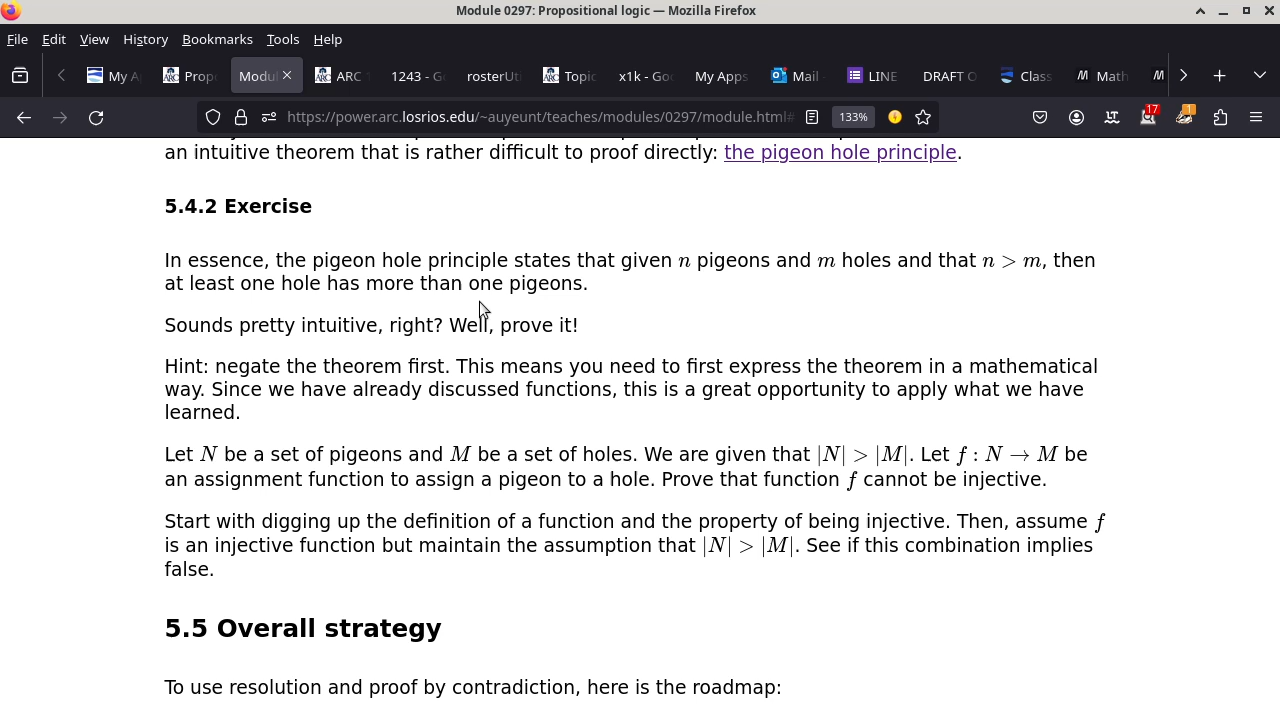 Module 0297: Propositional logic — Mozilla Firefox
File Edit View History Bookmarks Tools Help
My A Propo Modul ARC 1243 - G rosterUti Topic x1k - Goo My Apps Mail LINE DRAFT O Class Math
https://power.arc.losrios.edu/~auyeunt/teaches/modules/0297/module.html# 133% 17 1
an intuitive theorem that is rather difficult to proof directly: the pigeon hole principle.
5.4.2 Exercise
In essence, the pigeon hole principle states that given n pigeons and m holes and that n > m, then
at least one hole has more than one pigeons.
Sounds pretty intuitive, right? Well, prove it!
Hint: negate the theorem first. This means you need to first express the theorem in a mathematical
way. Since we have already discussed functions, this is a great opportunity to apply what we have
learned.
Let N be a set of pigeons and M be a set of holes. We are given that |N| > |M|. Let f : N → M be
an assignment function to assign a pigeon to a hole. Prove that function f cannot be injective.
Start with digging up the definition of a function and the property of being injective. Then, assume f
is an injective function but maintain the assumption that |N| > |M|. See if this combination implies
false.
5.5 Overall strategy
To use resolution and proof by contradiction, here is the roadmap: